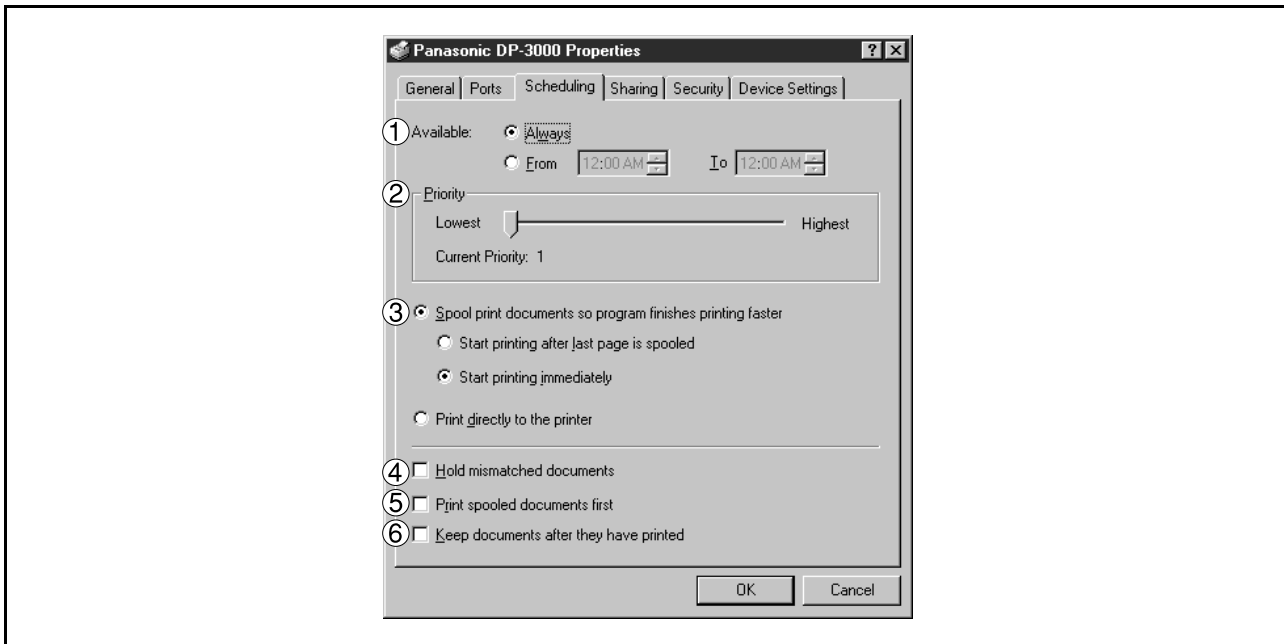 Panasonic DP-3000 Properties
General Ports Scheduling Sharing Security Device Settings
① Available: Always
From 12:00 AM To 12:00 AM
② Priority
Lowest Highest
Current Priority: 1
③ Spool print documents so program finishes printing faster
Start printing after last page is spooled
Start printing immediately
Print directly to the printer
④ Hold mismatched documents
⑤ Print spooled documents first
⑥ Keep documents after they have printed
OK Cancel